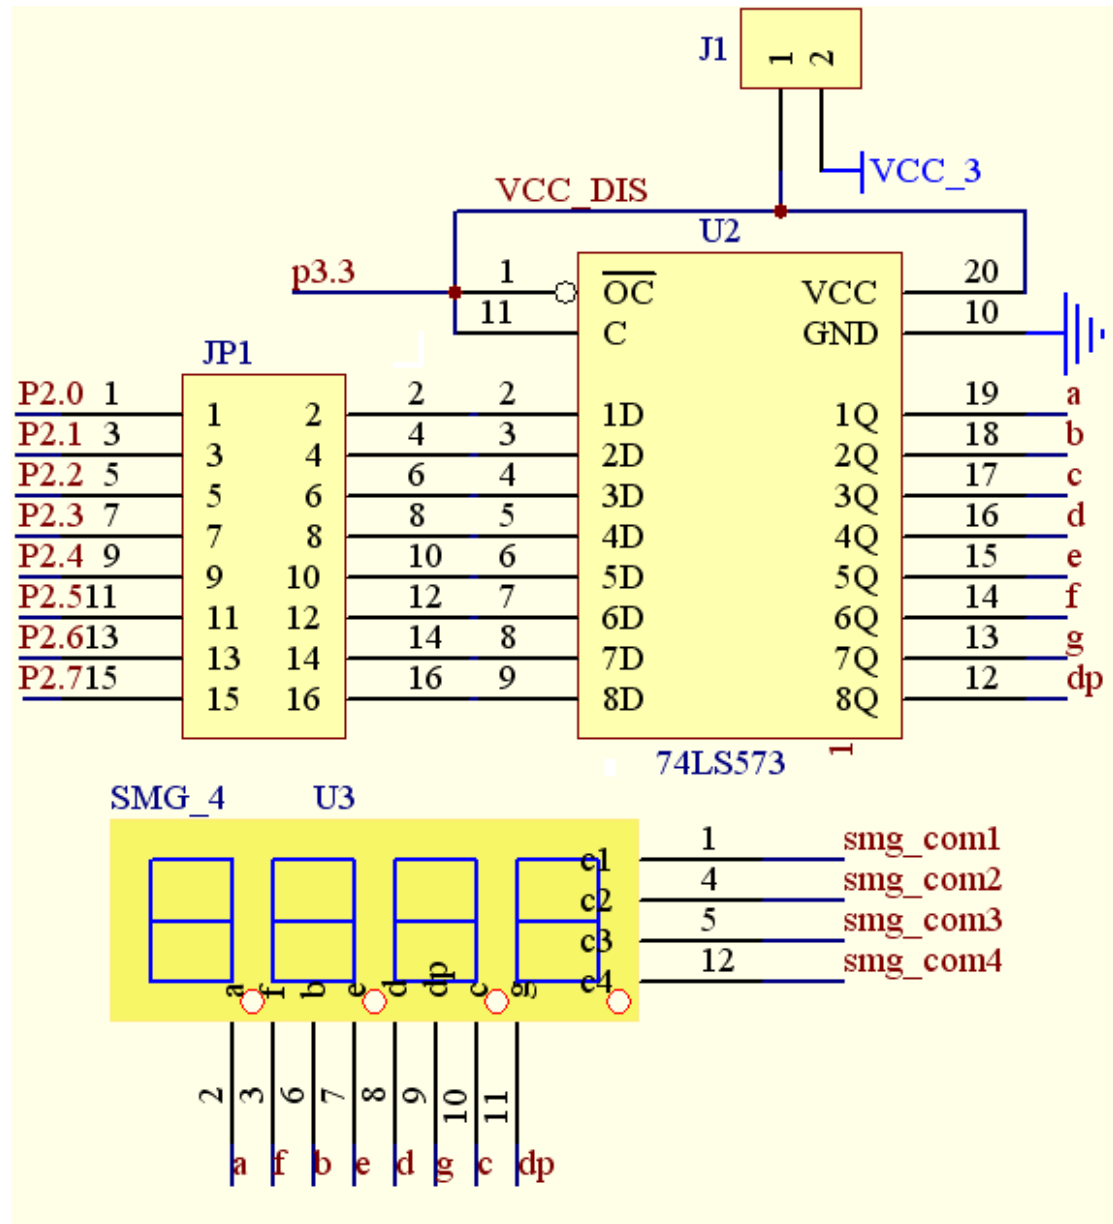 J1 1 2
VCC_3
VCC_DIS
U2
p3.3 1 OC VCC 20
11 C GND 10
JP1
P2.0 1 1 2 2 2 1D 1Q 19 a
P2.1 3 3 4 4 3 2D 2Q 18 b
P2.2 5 5 6 6 4 3D 3Q 17 c
P2.3 7 7 8 8 5 4D 4Q 16 d
P2.4 9 9 10 10 6 5D 5Q 15 e
P2.5 11 11 12 12 7 6D 6Q 14 f
P2.6 13 13 14 14 8 7D 7Q 13 g
P2.7 15 15 16 16 9 8D 8Q 12 dp
74LS573 1
SMG_4 U3
c1 1 smg_com1
c2 4 smg_com2
c3 5 smg_com3
c4 12 smg_com4
a f b e d dp c g
2 3 6 7 8 9 10 11
a f b e d g c dp